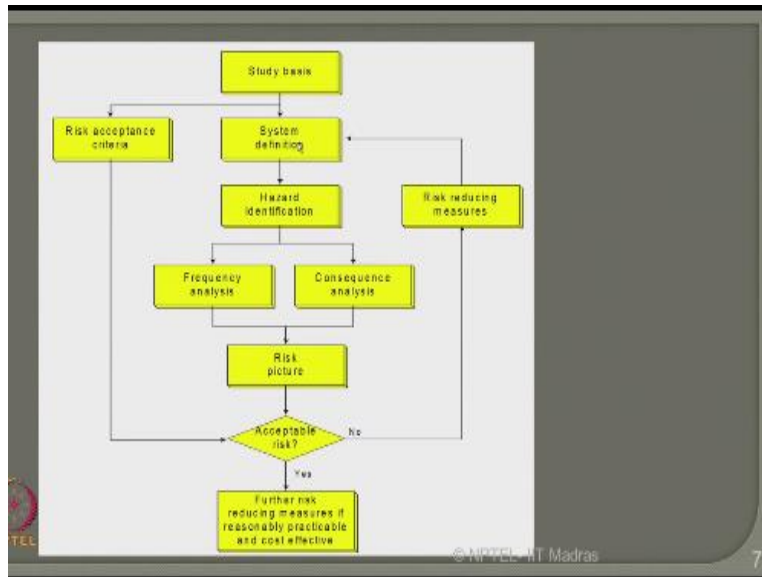 Study basis
Risk acceptance
criteria
System
definition
Hazard
identification
Risk reducing
measures
Frequency
analysis
Consequence
analysis
Risk
picture
Acceptable
risk?
No
Yes
Further risk
reducing measures if
reasonably practicable
and cost effective
TEL
© NPTEL- IIT Madras
7